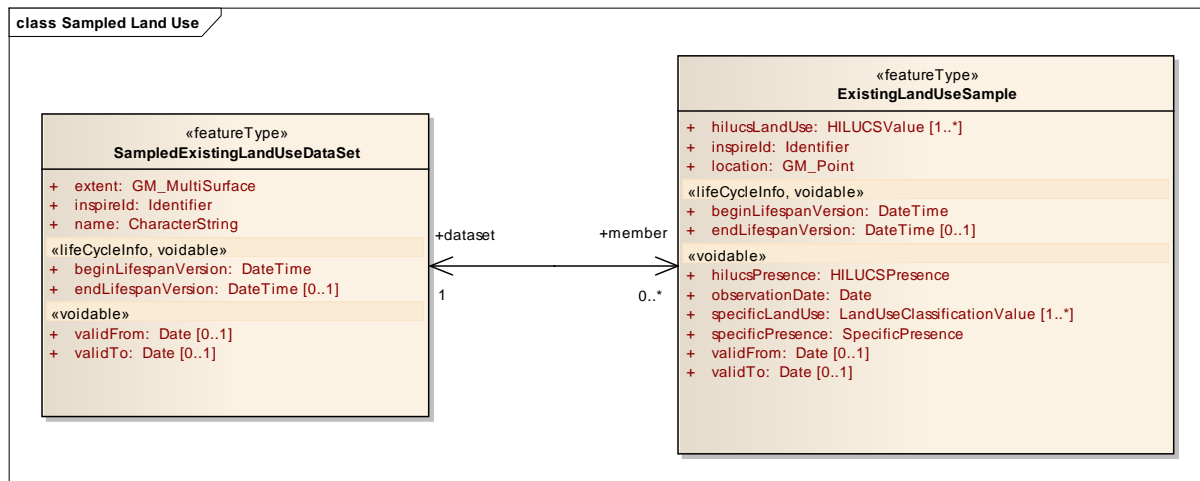 class Sampled Land Use
«featureType»
SampledExistingLandUseDataSet
+ extent: GM_MultiSurface
+ inspireId: Identifier
+ name: CharacterString
«lifeCycleInfo, voidable»
+ beginLifespanVersion: DateTime
+ endLifespanVersion: DateTime [0..1]
«voidable»
+ validFrom: Date [0..1]
+ validTo: Date [0..1]
+dataset
1
+member
0..*
«featureType»
ExistingLandUseSample
+ hilucsLandUse: HILUCSValue [1..*]
+ inspireId: Identifier
+ location: GM_Point
«lifeCycleInfo, voidable»
+ beginLifespanVersion: DateTime
+ endLifespanVersion: DateTime [0..1]
«voidable»
+ hilucsPresence: HILUCSPresence
+ observationDate: Date
+ specificLandUse: LandUseClassificationValue [1..*]
+ specificPresence: SpecificPresence
+ validFrom: Date [0..1]
+ validTo: Date [0..1]